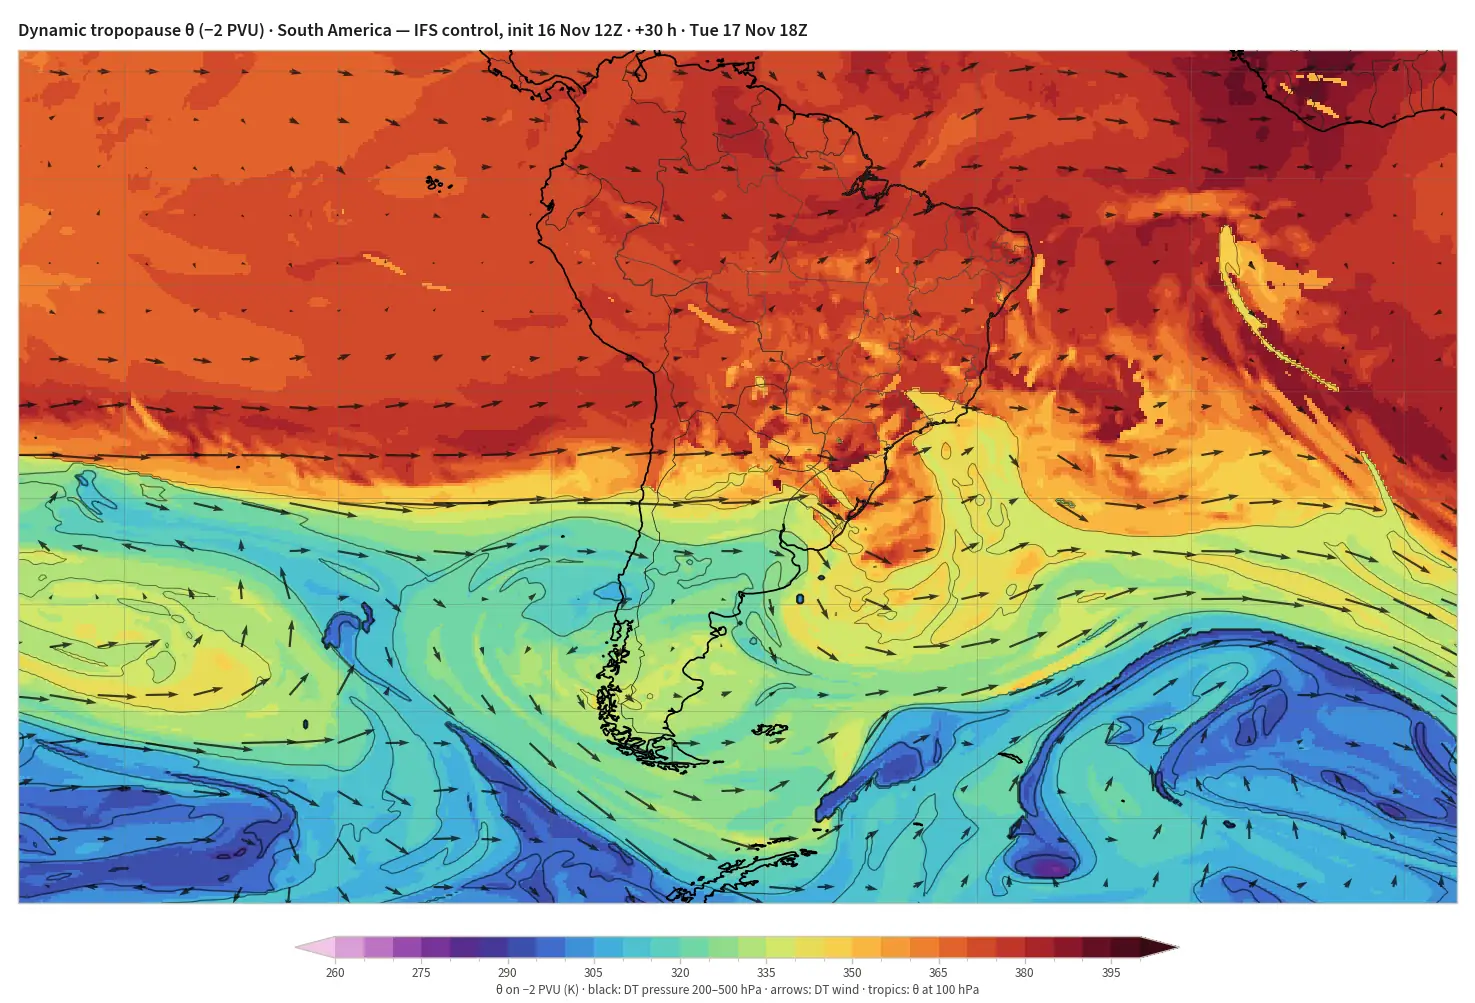 Dynamic tropopause θ (−2 PVU) · South America — IFS control, init 16 Nov 12Z · +30 h · Tue 17 Nov 18Z
260 275 290 305 320 335 350 365 380 395
θ on −2 PVU (K) · black: DT pressure 200–500 hPa · arrows: DT wind · tropics: θ at 100 hPa